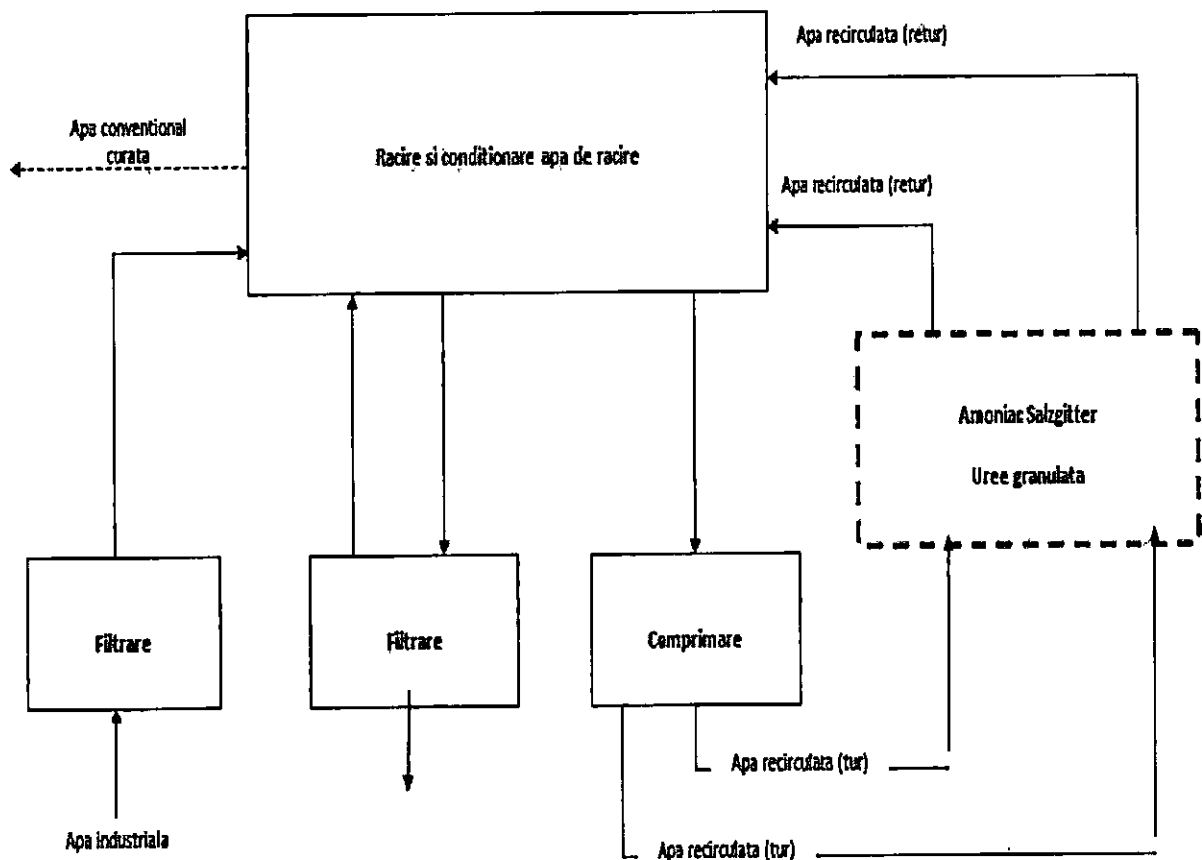 Apa recirculata (retur)
Apa conventional
curata
Racire si conditionare apa de racire
Apa recirculata (retur)
Amoniac Salzgitter
Uree granulata
Filtrare
Filtrare
Comprimare
Apa recirculata (tur)
Apa industriala
Apa recirculata (tur)